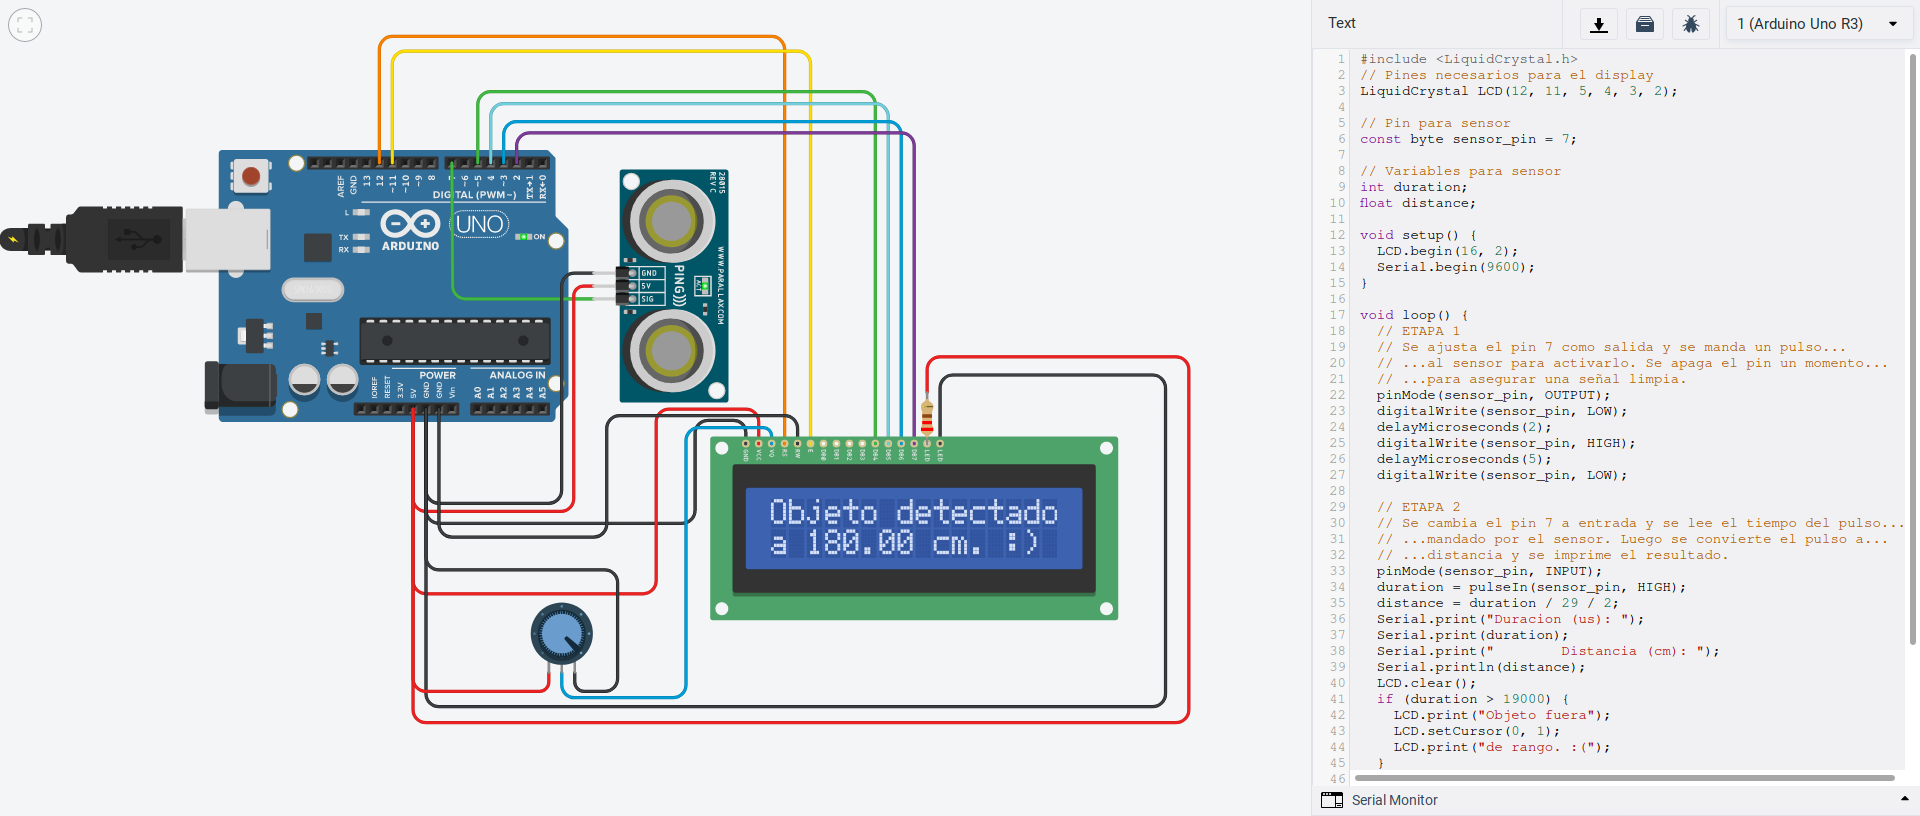 Text
1 (Arduino Uno R3)
1 #include <LiquidCrystal.h>
2 // Pines necesarios para el display
3 LiquidCrystal LCD(12, 11, 5, 4, 3, 2);
4
5 // Pin para sensor
6 const byte sensor_pin = 7;
7
8 // Variables para sensor
9 int duration;
10 float distance;
11
12 void setup() {
13   LCD.begin(16, 2);
14   Serial.begin(9600);
15 }
16
17 void loop() {
18   // ETAPA 1
19   // Se ajusta el pin 7 como salida y se manda un pulso...
20   // ...al sensor para activarlo. Se apaga el pin un momento...
21   // ...para asegurar una señal limpia.
22   pinMode(sensor_pin, OUTPUT);
23   digitalWrite(sensor_pin, LOW);
24   delayMicroseconds(2);
25   digitalWrite(sensor_pin, HIGH);
26   delayMicroseconds(5);
27   digitalWrite(sensor_pin, LOW);
28
29   // ETAPA 2
30   // Se cambia el pin 7 a entrada y se lee el tiempo del pulso...
31   // ...mandado por el sensor. Luego se convierte el pulso a...
32   // ...distancia y se imprime el resultado.
33   pinMode(sensor_pin, INPUT);
34   duration = pulseIn(sensor_pin, HIGH);
35   distance = duration / 29 / 2;
36   Serial.print("Duracion (us): ");
37   Serial.print(duration);
38   Serial.print("        Distancia (cm): ");
39   Serial.println(distance);
40   LCD.clear();
41   if (duration > 19000) {
42     LCD.print("Objeto fuera");
43     LCD.setCursor(0, 1);
44     LCD.print("de rango. :(");
45   }
46
Serial Monitor
AREF GND 13 12 ~11 ~10 ~9 8
~6 ~5 4 ~3 2 TX→1 RX←0
DIGITAL (PWM~)
L
TX
RX
ARDUINO
UNO
ON
POWER
ANALOG IN
IOREF RESET 3.3V 5V GND GND Vin
A0 A1 A2 A3 A4 A5
28015
REV C
WWW.PARALLAX.COM
PING)))
ACT
GND
5V
SIG
GND VCC VO RS RW E DB0 DB1 DB2 DB3 DB4 DB5 DB6 DB7 LED LED
Objeto detectado
a 180.00 cm. :)